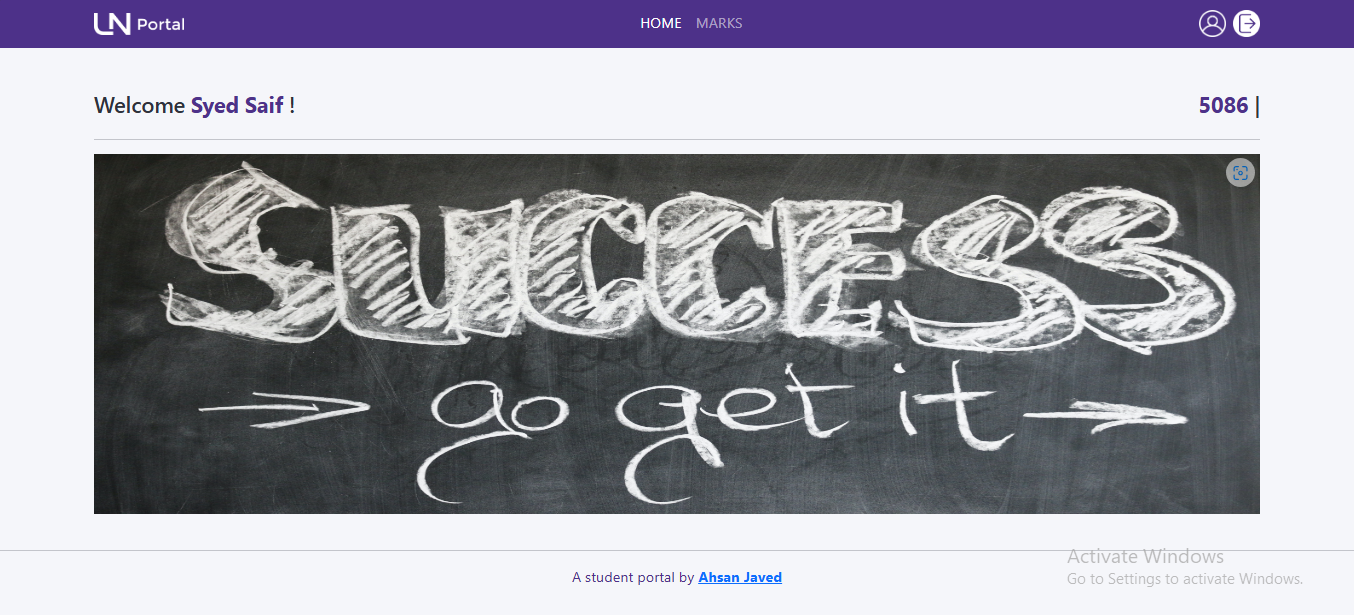 LN Portal
HOME MARKS
Welcome Syed Saif !
5086 |
SUCCESS
go get it
Activate Windows
A student portal by Ahsan Javed
Go to Settings to activate Windows.